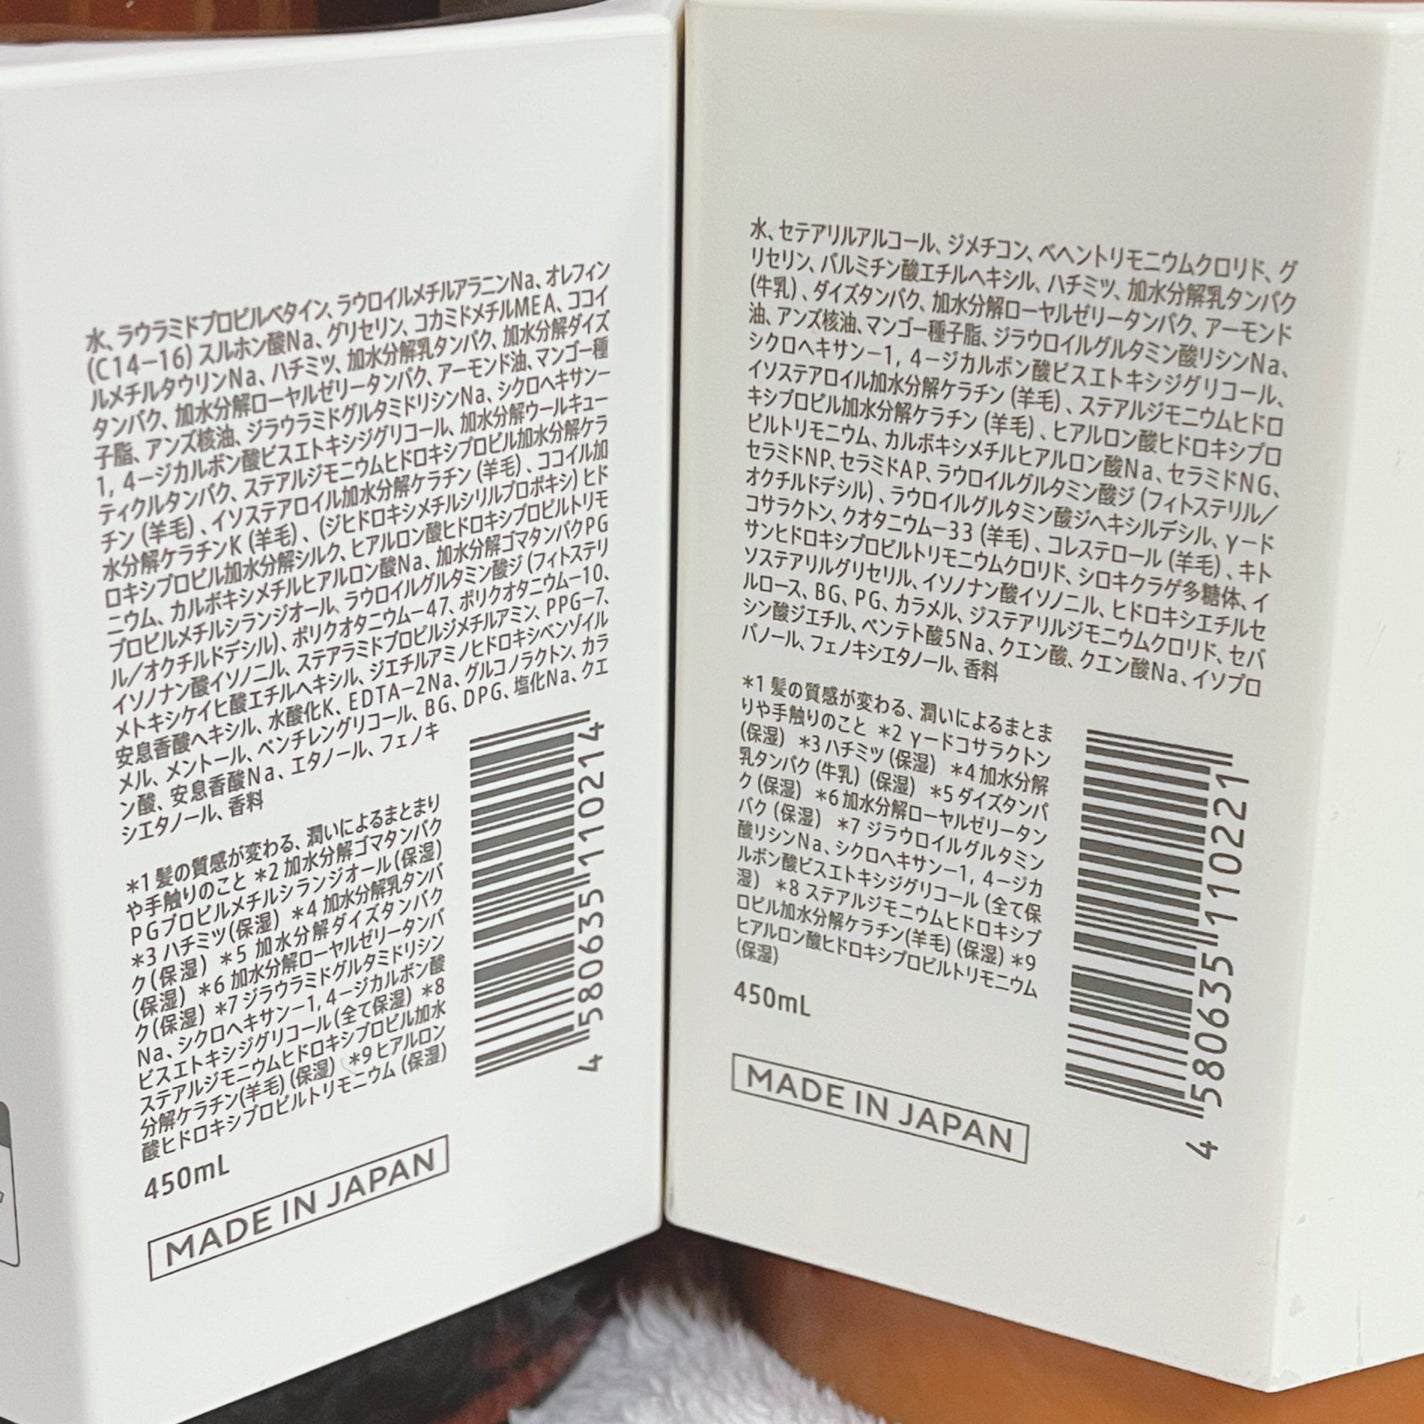 水、ラウラミドプロピルベタイン、ラウロイルメチルアラニンNa、オレフィン
(C14−16)スルホン酸Na、グリセリン、コカミドメチルMEA、ココイ
ルメチルタウリンNa、ハチミツ、加水分解乳タンパク、加水分解ダイズ
タンパク、加水分解ローヤルゼリータンパク、アーモンド油、マンゴー種
子脂、アンズ核油、ジラウラミドグルタミドリシンNa、シクロヘキサン−
1, 4−ジカルボン酸ビスエトキシジグリコール、加水分解ウールキュー
ティクルタンパク、ステアルジモニウムヒドロキシプロピル加水分解ケラ
チン(羊毛)、イソステアロイル加水分解ケラチン(羊毛)、ココイル加
水分解ケラチンK(羊毛)、(ジヒドロキシメチルシリルプロポキシ)ヒド
ロキシプロピル加水分解シルク、ヒアルロン酸ヒドロキシプロピルトリモ
ニウム、カルボキシメチルヒアルロン酸Na、加水分解ゴマタンパクPG
プロピルメチルシランジオール、ラウロイルグルタミン酸ジ(フィトステリ
ル/オクチルドデシル)、ポリクオタニウム−47、ポリクオタニウム−10、
イソノナン酸イソノニル、ステアラミドプロピルジメチルアミン、PPG−7、
メトキシケイヒ酸エチルヘキシル、ジエチルアミノヒドロキシベンゾイル
安息香酸ヘキシル、水酸化K、EDTA−2Na、グルコノラクトン、カラ
メル、メントール、ペンチレングリコール、BG、DPG、塩化Na、クエ
ン酸、安息香酸Na、エタノール、フェノキ
シエタノール、香料
*1 髪の質感が変わる、潤いによるまとまり
や手触りのこと *2 加水分解ゴマタンパク
PGプロピルメチルシランジオール(保湿)
*3 ハチミツ(保湿) *4 加水分解乳タンパ
ク(保湿) *5 加水分解ダイズタンパク
(保湿) *6 加水分解ローヤルゼリータンパ
ク(保湿) *7 ジラウラミドグルタミドリシン
Na、シクロヘキサン−1, 4−ジカルボン酸
ビスエトキシジグリコール(全て保湿) *8
ステアルジモニウムヒドロキシプロピル加水
分解ケラチン(羊毛)(保湿) *9 ヒアルロン
酸ヒドロキシプロピルトリモニウム(保湿)
450mL
MADE IN JAPAN
4 580635 110214
水、セテアリルアルコール、ジメチコン、ベヘントリモニウムクロリド、グ
リセリン、パルミチン酸エチルヘキシル、ハチミツ、加水分解乳タンパク
(牛乳)、ダイズタンパク、加水分解ローヤルゼリータンパク、アーモンド
油、アンズ核油、マンゴー種子脂、ジラウロイルグルタミン酸リシンNa、
シクロヘキサン−1, 4−ジカルボン酸ビスエトキシジグリコール、
イソステアロイル加水分解ケラチン(羊毛)、ステアルジモニウムヒドロ
キシプロピル加水分解ケラチン(羊毛)、ヒアルロン酸ヒドロキシプロ
ピルトリモニウム、カルボキシメチルヒアルロン酸Na、セラミドNG、
セラミドNP、セラミドAP、ラウロイルグルタミン酸ジ(フィトステリル/
オクチルドデシル)、ラウロイルグルタミン酸ジヘキシルデシル、γ−ド
コサラクトン、クオタニウム−33(羊毛)、コレステロール(羊毛)、キト
サンヒドロキシプロピルトリモニウムクロリド、シロキクラゲ多糖体、イ
ソステアリルグリセリル、イソノナン酸イソノニル、ヒドロキシエチルセ
ルロース、BG、PG、カラメル、ジステアリルジモニウムクロリド、セバ
シン酸ジエチル、ペンテト酸5Na、クエン酸、クエン酸Na、イソプロ
パノール、フェノキシエタノール、香料
*1 髪の質感が変わる、潤いによるまとま
りや手触りのこと *2 γ−ドコサラクトン
(保湿) *3 ハチミツ(保湿) *4 加水分解
乳タンパク(牛乳)(保湿) *5 ダイズタンパ
ク(保湿) *6 加水分解ローヤルゼリータン
パク(保湿) *7 ジラウロイルグルタミン
酸リシンNa、シクロヘキサン−1, 4−ジカ
ルボン酸ビスエトキシジグリコール(全て保
湿) *8 ステアルジモニウムヒドロキシプ
ロピル加水分解ケラチン(羊毛)(保湿) *9
ヒアルロン酸ヒドロキシプロピルトリモニウム
(保湿)
450mL
MADE IN JAPAN
4 580635 110221